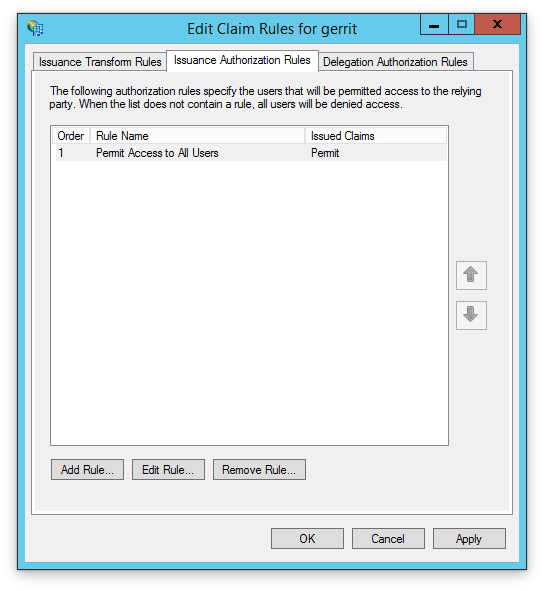 Edit Claim Rules for gerrit
Issuance Transform Rules
Issuance Authorization Rules
Delegation Authorization Rules
The following authorization rules specify the users that will be permitted access to the relying
party. When the list does not contain a rule, all users will be denied access.
Order Rule Name Issued Claims
1 Permit Access to All Users Permit
Add Rule... Edit Rule... Remove Rule...
OK Cancel Apply